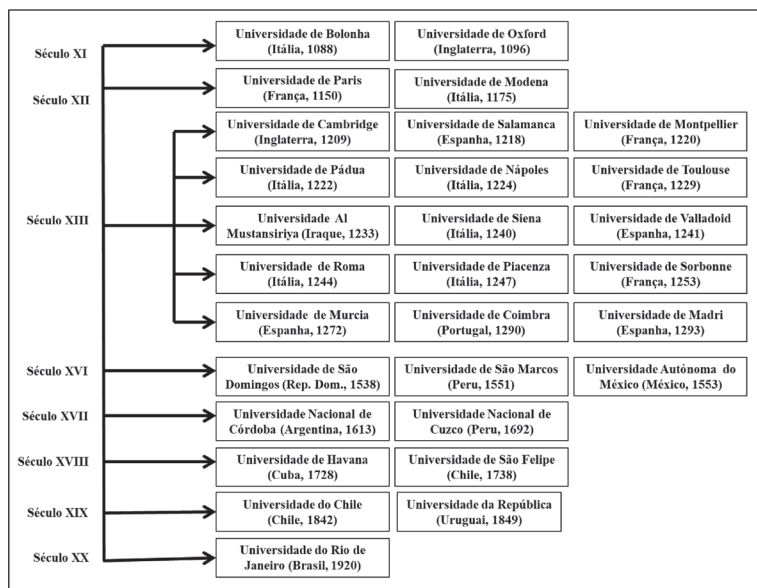 Século XI
Universidade de Bolonha
(Itália, 1088)
Universidade de Oxford
(Inglaterra, 1096)
Século XII
Universidade de Paris
(França, 1150)
Universidade de Modena
(Itália, 1175)
Século XIII
Universidade de Cambridge
(Inglaterra, 1209)
Universidade de Salamanca
(Espanha, 1218)
Universidade de Montpellier
(França, 1220)
Universidade de Pádua
(Itália, 1222)
Universidade de Nápoles
(Itália, 1224)
Universidade de Toulouse
(França, 1229)
Universidade Al
Mustansiriya (Iraque, 1233)
Universidade de Siena
(Itália, 1240)
Universidade de Valladoid
(Espanha, 1241)
Universidade de Roma
(Itália, 1244)
Universidade de Piacenza
(Itália, 1247)
Universidade de Sorbonne
(França, 1253)
Universidade de Murcia
(Espanha, 1272)
Universidade de Coimbra
(Portugal, 1290)
Universidade de Madri
(Espanha, 1293)
Século XVI
Universidade de São
Domingos (Rep. Dom., 1538)
Universidade de São Marcos
(Peru, 1551)
Universidade Autónoma do
México (México, 1553)
Século XVII
Universidade Nacional de
Córdoba (Argentina, 1613)
Universidade Nacional de
Cuzco (Peru, 1692)
Século XVIII
Universidade de Havana
(Cuba, 1728)
Universidade de São Felipe
(Chile, 1738)
Século XIX
Universidade do Chile
(Chile, 1842)
Universidade da República
(Uruguai, 1849)
Século XX
Universidade do Rio de
Janeiro (Brasil, 1920)